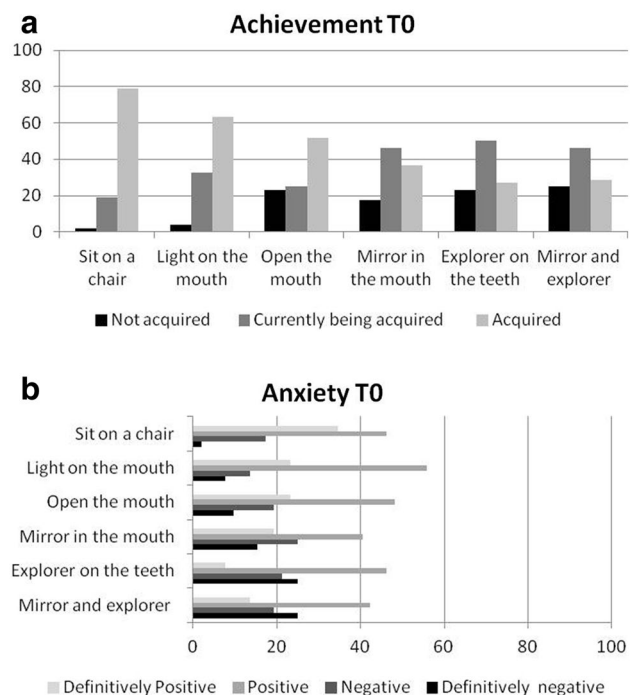 a
Achievement T0
100
80
60
40
20
0
Sit on a chair
Light on the mouth
Open the mouth
Mirror in the mouth
Explorer on the teeth
Mirror and explorer
Not acquired Currently being acquired Acquired
b
Anxiety T0
Sit on a chair
Light on the mouth
Open the mouth
Mirror in the mouth
Explorer on the teeth
Mirror and explorer
0 20 40 60 80 100
Definitively Positive Positive Negative Definitively negative